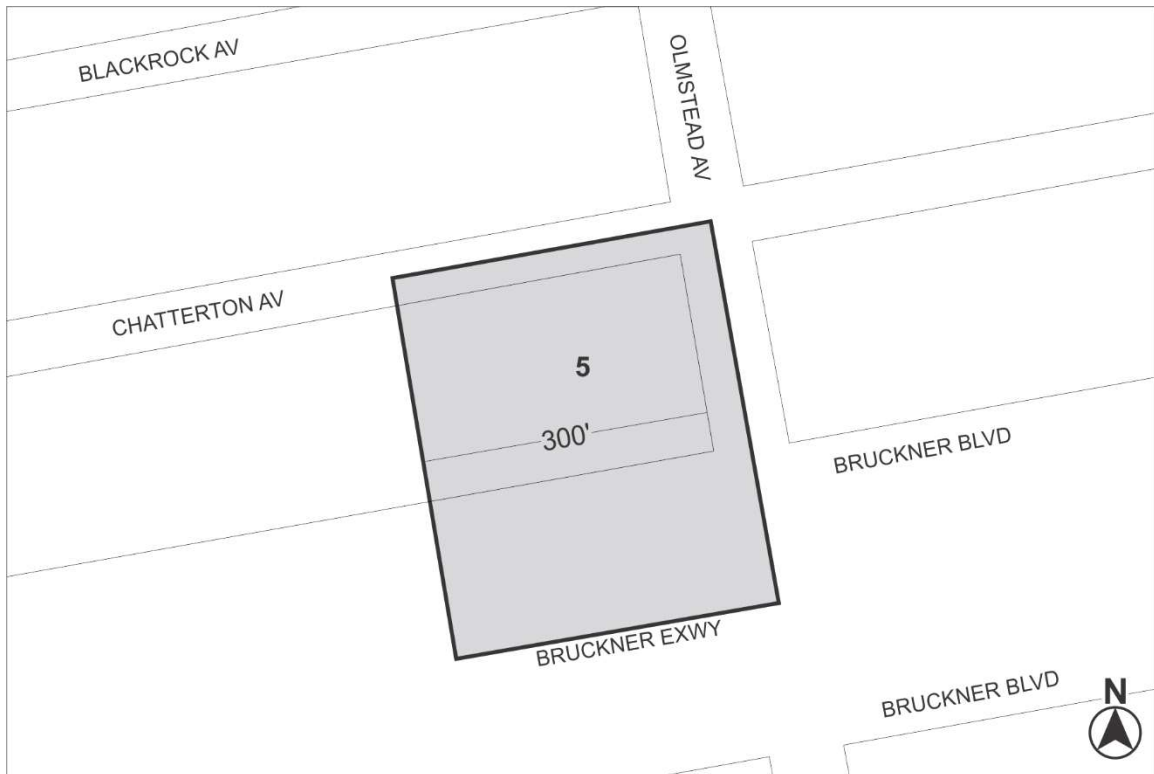 BLACKROCK AV
OLMSTEAD AV
CHATTERTON AV
5
300'
BRUCKNER BLVD
BRUCKNER EXWY
BRUCKNER BLVD
N